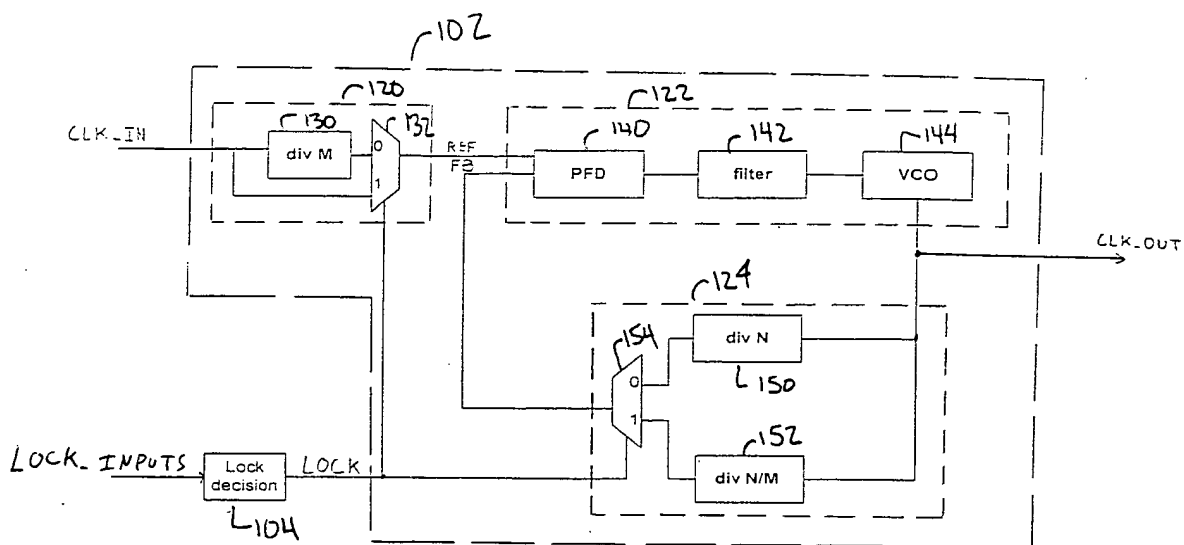 102
120
122
130
132
CLK_IN
div M
0
1
REF
FB
140
PFD
142
filter
144
VCO
CLK_OUT
124
154
0
1
div N
150
152
div N/M
LOCK_INPUTS
Lock
decision
LOCK
104